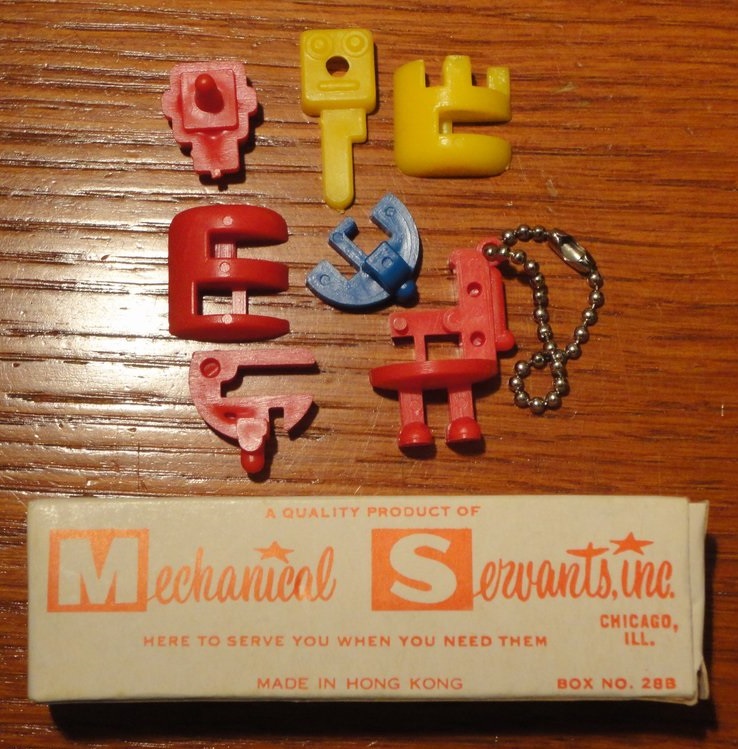 A QUALITY PRODUCT OF
Mechanical Servants, inc.
CHICAGO,
ILL.
HERE TO SERVE YOU WHEN YOU NEED THEM
MADE IN HONG KONG BOX NO. 28B